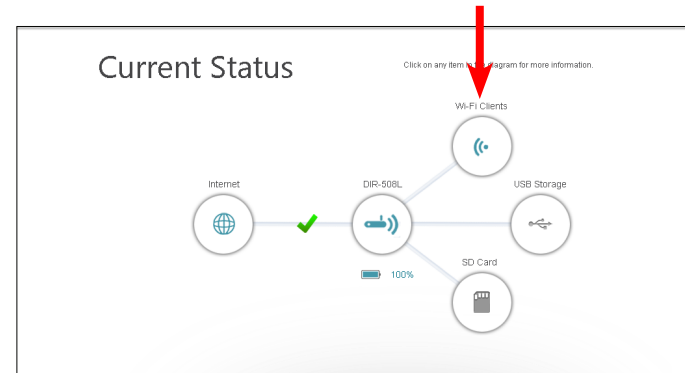 Current Status
Click on any item in the diagram for more information.
Wi-Fi Clients
Internet
DIR-508L
USB Storage
SD Card
100%